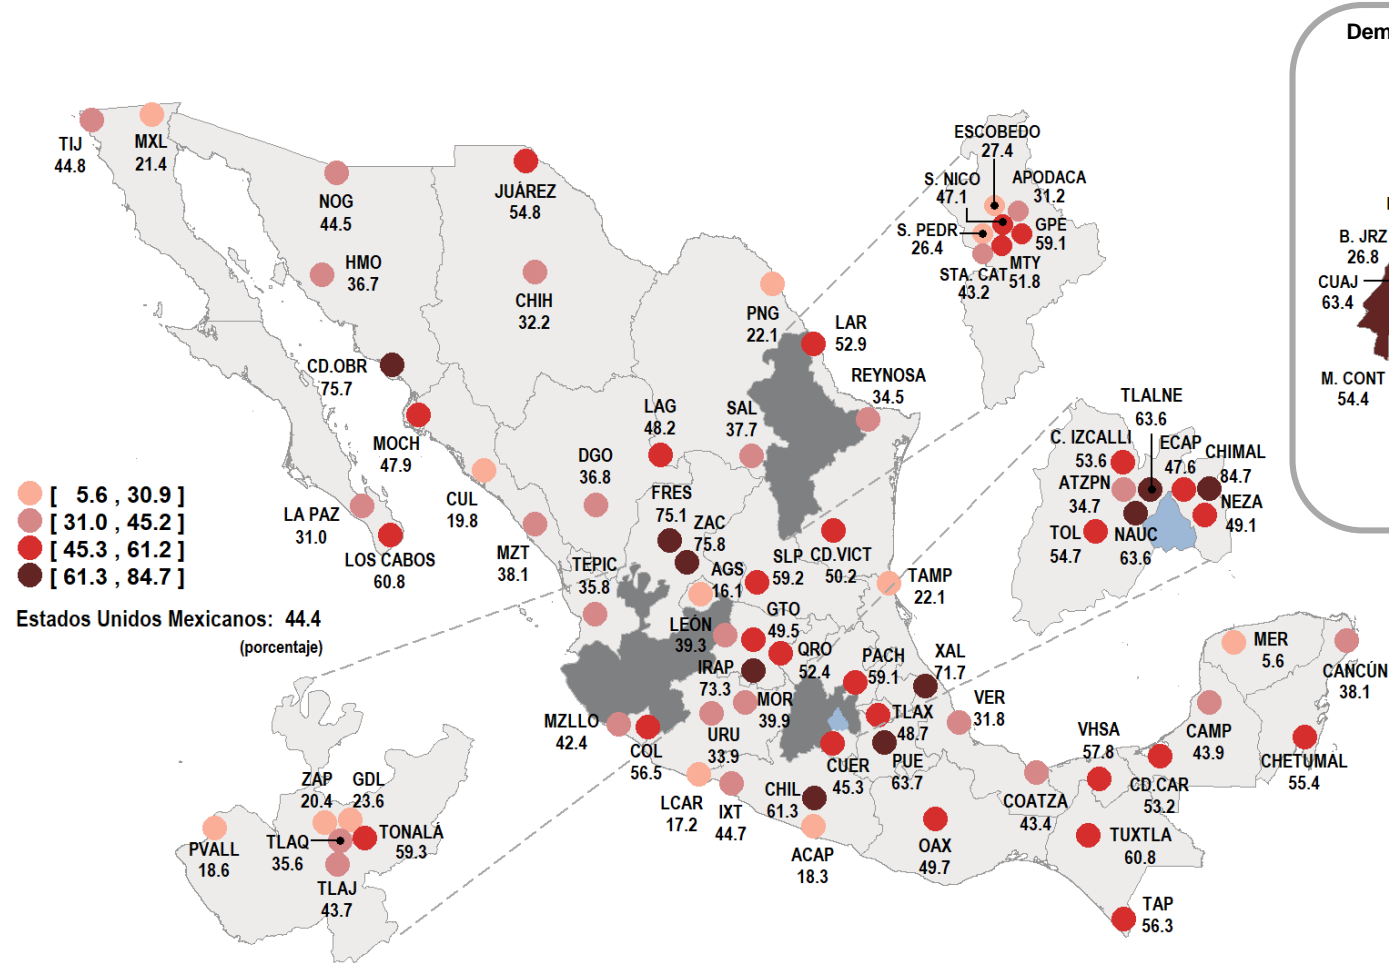 Dem
ESCOBEDO
27.4
S. NICO
47.1
APODACA
31.2
S. PEDR
26.4
GPE
59.1
STA. CAT
43.2
MTY
51.8
TIJ
44.8
MXL
21.4
NOG
44.5
JUÁREZ
54.8
HMO
36.7
CHIH
32.2
B. JRZ
26.8
CUAJ
63.4
M. CONT
54.4
PNG
22.1
LAR
52.9
REYNOSA
34.5
CD.OBR
75.7
MOCH
47.9
LAG
48.2
SAL
37.7
DGO
36.8
CUL
19.8
FRES
75.1
ZAC
75.8
TLALNE
63.6
C. IZCALLI
53.6
ECAP
47.6
CHIMAL
84.7
ATZPN
34.7
NEZA
49.1
TOL
54.7
NAUC
63.6
[ 5.6 , 30.9 ]
[ 31.0 , 45.2 ]
[ 45.3 , 61.2 ]
[ 61.3 , 84.7 ]
Estados Unidos Mexicanos: 44.4
(porcentaje)
LA PAZ
31.0
LOS CABOS
60.8
MZT
38.1
TEPIC
35.8
AGS
16.1
SLP
59.2
CD.VICT
50.2
TAMP
22.1
LEÓN
39.3
GTO
49.5
QRO
52.4
IRAP
73.3
PACH
59.1
XAL
71.7
MOR
39.9
URU
33.9
MZLLO
42.4
COL
56.5
TLAX
48.7
VER
31.8
CUER
45.3
PUE
63.7
LCAR
17.2
IXT
44.7
CHIL
61.3
ACAP
18.3
OAX
49.7
COATZA
43.4
VHSA
57.8
CD.CAR
53.2
CAMP
43.9
MER
5.6
CANCÚN
38.1
CHETUMAL
55.4
TUXTLA
60.8
TAP
56.3
ZAP
20.4
GDL
23.6
PVALL
18.6
TLAQ
35.6
TONALÁ
59.3
TLAJ
43.7